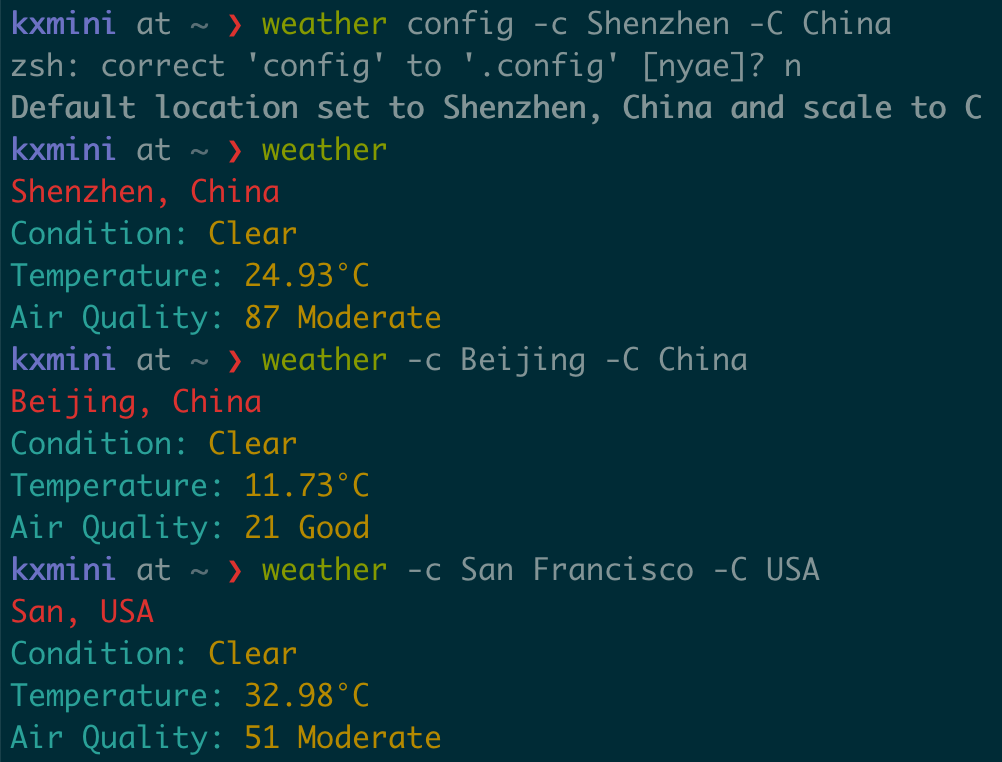 kxmini at ~ ❯ weather config -c Shenzhen -C China
zsh: correct 'config' to '.config' [nyae]? n
Default location set to Shenzhen, China and scale to C
kxmini at ~ ❯ weather
Shenzhen, China
Condition: Clear
Temperature: 24.93°C
Air Quality: 87 Moderate
kxmini at ~ ❯ weather -c Beijing -C China
Beijing, China
Condition: Clear
Temperature: 11.73°C
Air Quality: 21 Good
kxmini at ~ ❯ weather -c San Francisco -C USA
San, USA
Condition: Clear
Temperature: 32.98°C
Air Quality: 51 Moderate